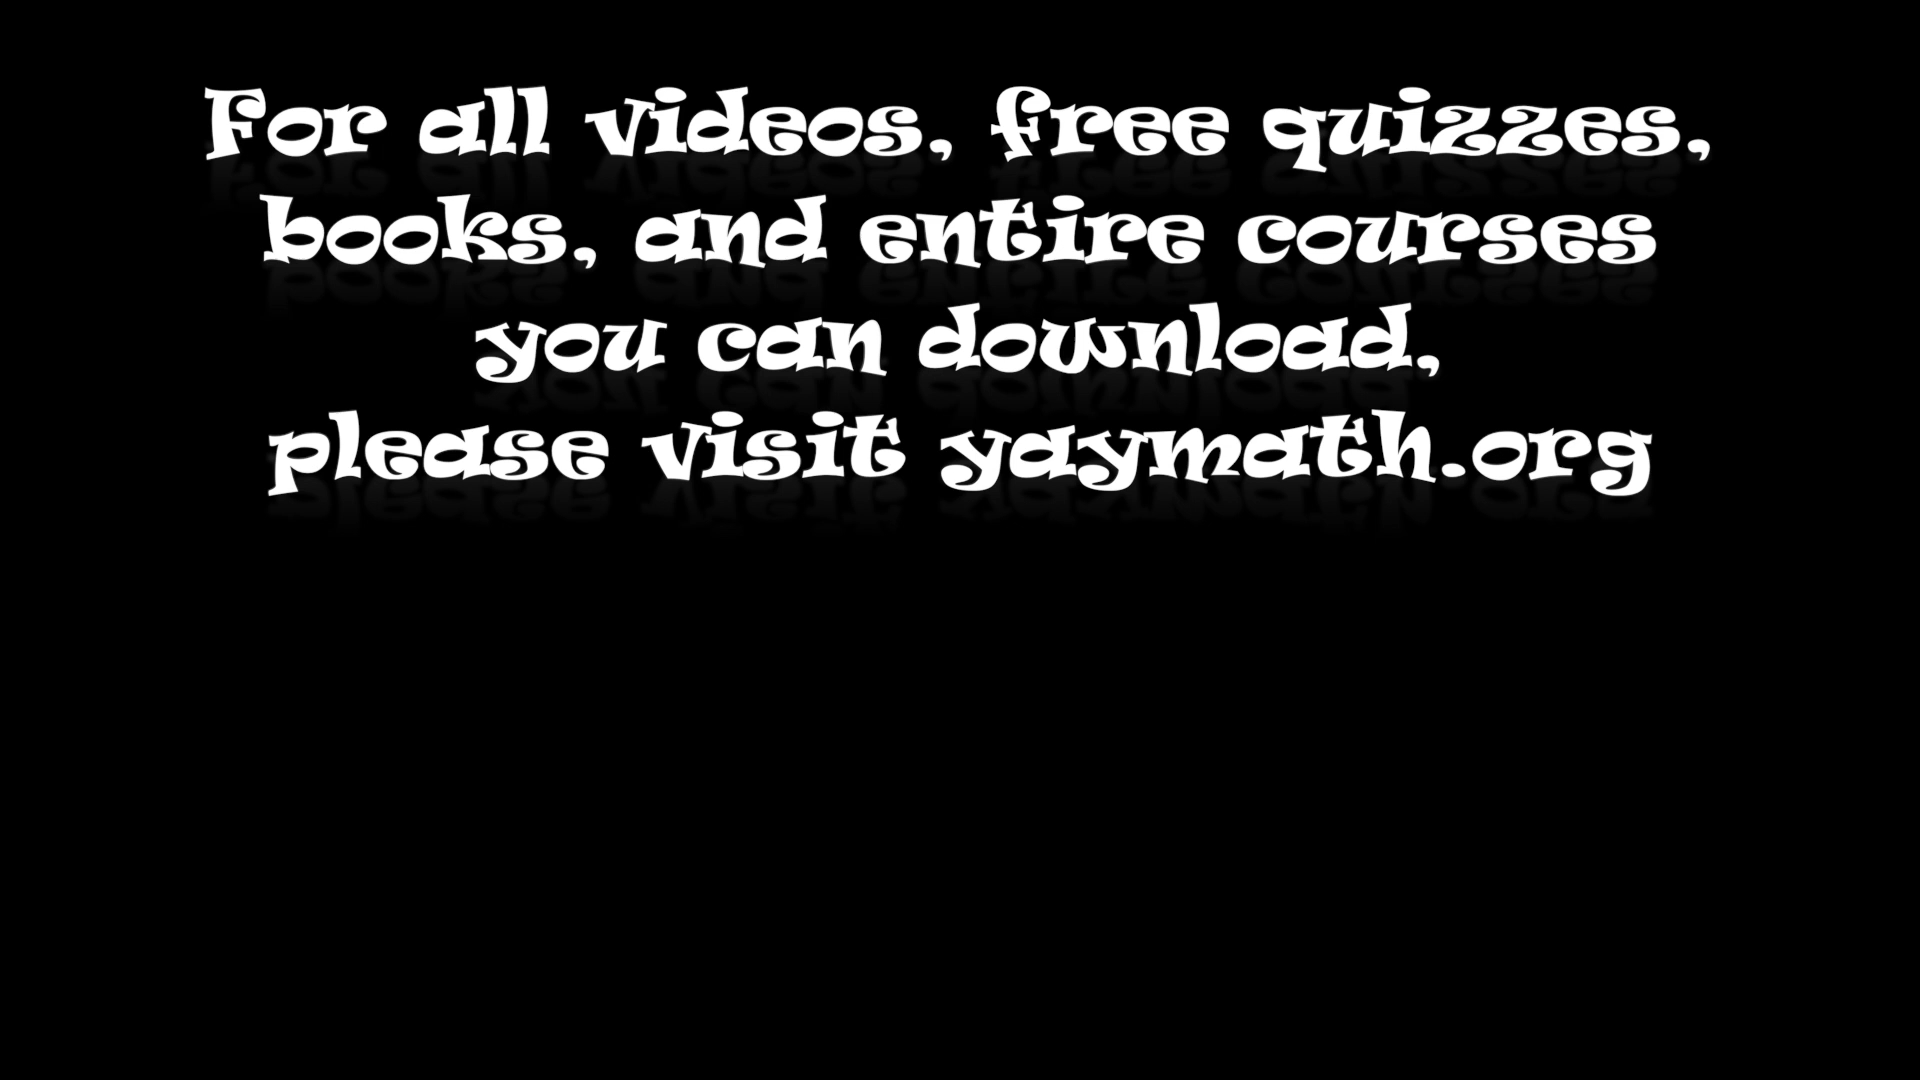 For all videos, free quizzes,
books, and entire courses
you can download,
please visit yaymath.org